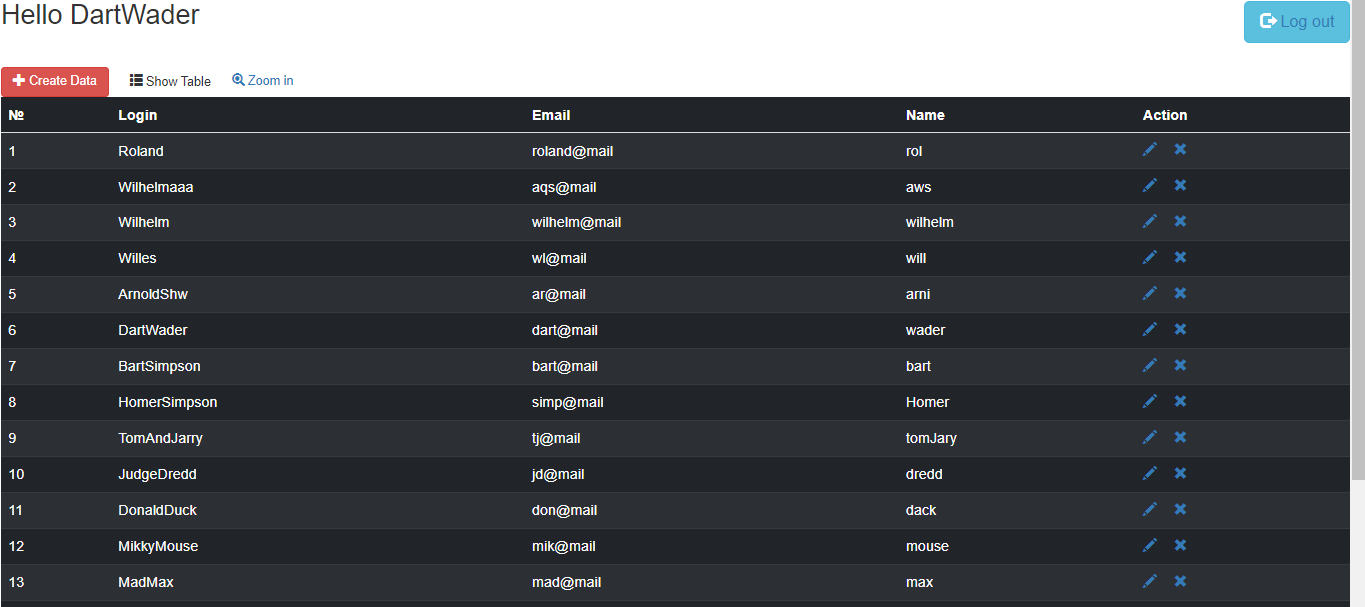 Hello DartWader
Log out
Create Data Show Table Zoom in
№ Login Email Name Action
1 Roland roland@mail rol
2 Wilhelmaaa aqs@mail aws
3 Wilhelm wilhelm@mail wilhelm
4 Willes wl@mail will
5 ArnoldShw ar@mail arni
6 DartWader dart@mail wader
7 BartSimpson bart@mail bart
8 HomerSimpson simp@mail Homer
9 TomAndJarry tj@mail tomJary
10 JudgeDredd jd@mail dredd
11 DonaldDuck don@mail dack
12 MikkyMouse mik@mail mouse
13 MadMax mad@mail max